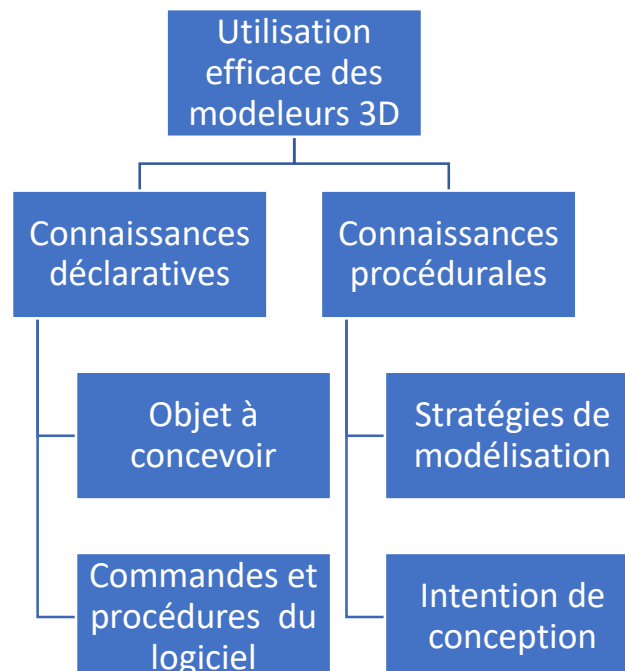 Utilisation
efficace des
modeleurs 3D
Connaissances
déclaratives
Connaissances
procédurales
Objet à
concevoir
Stratégies de
modélisation
Commandes et
procédures du
logiciel
Intention de
conception